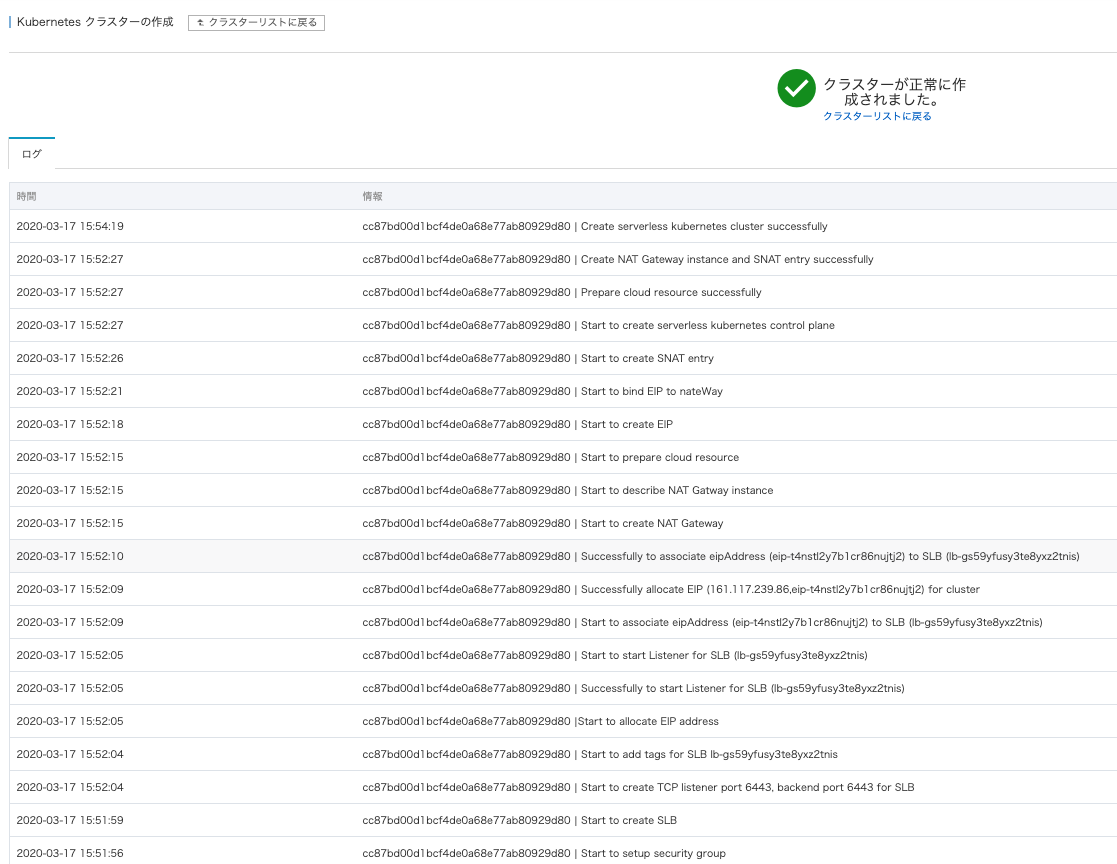 Kubernetes クラスターの作成 クラスターリストに戻る
クラスターが正常に作
成されました。
クラスターリストに戻る
ログ
時間 情報
2020-03-17 15:54:19 cc87bd00d1bcf4de0a68e77ab80929d80 | Create serverless kubernetes cluster successfully
2020-03-17 15:52:27 cc87bd00d1bcf4de0a68e77ab80929d80 | Create NAT Gateway instance and SNAT entry successfully
2020-03-17 15:52:27 cc87bd00d1bcf4de0a68e77ab80929d80 | Prepare cloud resource successfully
2020-03-17 15:52:27 cc87bd00d1bcf4de0a68e77ab80929d80 | Start to create serverless kubernetes control plane
2020-03-17 15:52:26 cc87bd00d1bcf4de0a68e77ab80929d80 | Start to create SNAT entry
2020-03-17 15:52:21 cc87bd00d1bcf4de0a68e77ab80929d80 | Start to bind EIP to nateWay
2020-03-17 15:52:18 cc87bd00d1bcf4de0a68e77ab80929d80 | Start to create EIP
2020-03-17 15:52:15 cc87bd00d1bcf4de0a68e77ab80929d80 | Start to prepare cloud resource
2020-03-17 15:52:15 cc87bd00d1bcf4de0a68e77ab80929d80 | Start to describe NAT Gatway instance
2020-03-17 15:52:15 cc87bd00d1bcf4de0a68e77ab80929d80 | Start to create NAT Gateway
2020-03-17 15:52:10 cc87bd00d1bcf4de0a68e77ab80929d80 | Successfully to associate eipAddress (eip-t4nstl2y7b1cr86nujtj2) to SLB (lb-gs59yfusy3te8yxz2tnis)
2020-03-17 15:52:09 cc87bd00d1bcf4de0a68e77ab80929d80 | Successfully allocate EIP (161.117.239.86,eip-t4nstl2y7b1cr86nujtj2) for cluster
2020-03-17 15:52:09 cc87bd00d1bcf4de0a68e77ab80929d80 | Start to associate eipAddress (eip-t4nstl2y7b1cr86nujtj2) to SLB (lb-gs59yfusy3te8yxz2tnis)
2020-03-17 15:52:05 cc87bd00d1bcf4de0a68e77ab80929d80 | Start to start Listener for SLB (lb-gs59yfusy3te8yxz2tnis)
2020-03-17 15:52:05 cc87bd00d1bcf4de0a68e77ab80929d80 | Successfully to start Listener for SLB (lb-gs59yfusy3te8yxz2tnis)
2020-03-17 15:52:05 cc87bd00d1bcf4de0a68e77ab80929d80 |Start to allocate EIP address
2020-03-17 15:52:04 cc87bd00d1bcf4de0a68e77ab80929d80 | Start to add tags for SLB lb-gs59yfusy3te8yxz2tnis
2020-03-17 15:52:04 cc87bd00d1bcf4de0a68e77ab80929d80 | Start to create TCP listener port 6443, backend port 6443 for SLB
2020-03-17 15:51:59 cc87bd00d1bcf4de0a68e77ab80929d80 | Start to create SLB
2020-03-17 15:51:56 cc87bd00d1bcf4de0a68e77ab80929d80 | Start to setup security group